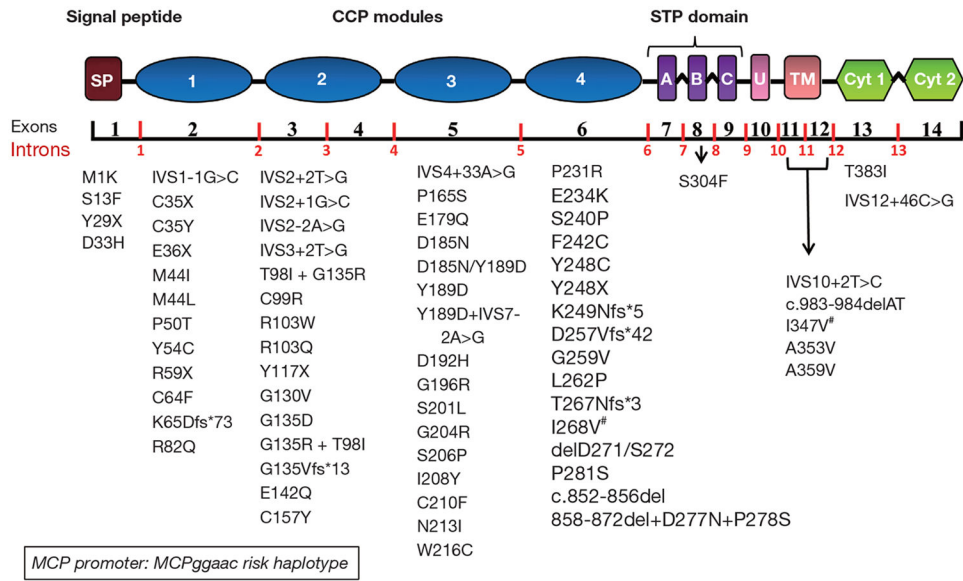 Signal peptide
CCP modules
STP domain
SP
1
2
3
4
A
B
C
U
TM
Cyt 1
Cyt 2
Exons
1
2
3
4
5
6
7
8
9
10
11
12
13
14
Introns
1
2
3
4
5
6
7
8
9
10
11
12
13
M1K
S13F
Y29X
D33H
IVS1-1G>C
C35X
C35Y
E36X
M44I
M44L
P50T
Y54C
R59X
C64F
K65Dfs*73
R82Q
IVS2+2T>G
IVS2+1G>C
IVS2-2A>G
IVS3+2T>G
T98I + G135R
C99R
R103W
R103Q
Y117X
G130V
G135D
G135R + T98I
G135Vfs*13
E142Q
C157Y
IVS4+33A>G
P165S
E179Q
D185N
D185N/Y189D
Y189D
Y189D+IVS7-
2A>G
D192H
G196R
S201L
G204R
S206P
I208Y
C210F
N213I
W216C
P231R
E234K
S240P
F242C
Y248C
Y248X
K249Nfs*5
D257Vfs*42
G259V
L262P
T267Nfs*3
I268V#
delD271/S272
P281S
c.852-856del
858-872del+D277N+P278S
S304F
IVS10+2T>C
c.983-984delAT
I347V#
A353V
A359V
T383I
IVS12+46C>G
MCP promoter: MCPggaac risk haplotype